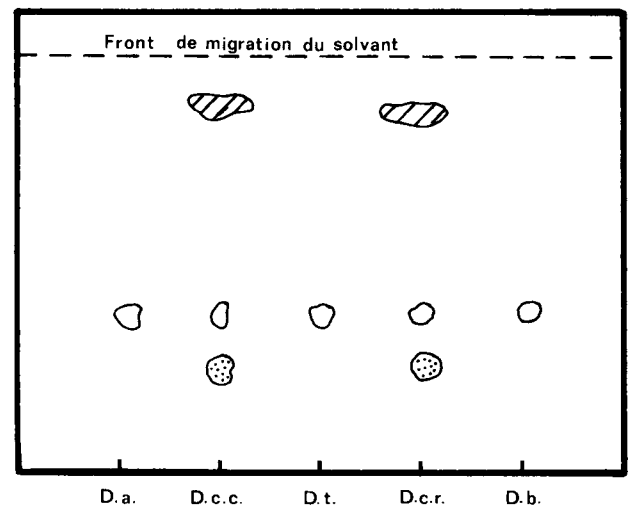 Front de migration du solvant
D.a. D.c.c. D.t. D.c.r. D.b.